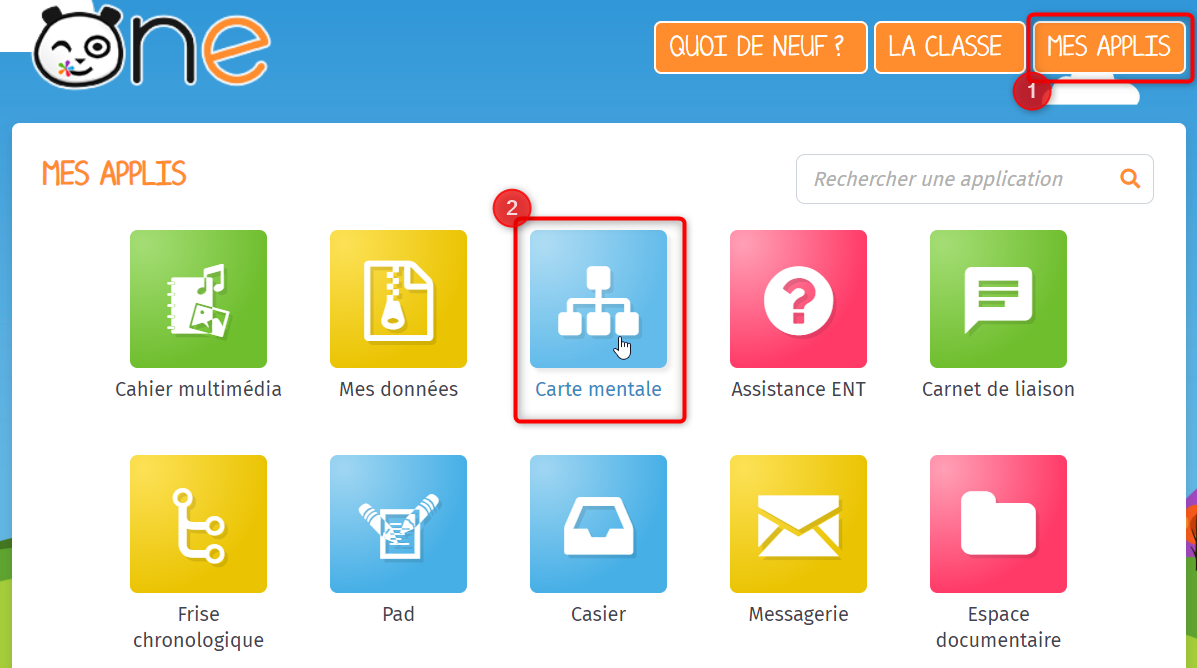 One
QUOI DE NEUF ?
LA CLASSE
MES APPLIS
1
MES APPLIS
Rechercher une application
2
Cahier multimédia
Mes données
Carte mentale
Assistance ENT
?
Carnet de liaison
Frise
chronologique
Pad
Casier
Messagerie
Espace
documentaire